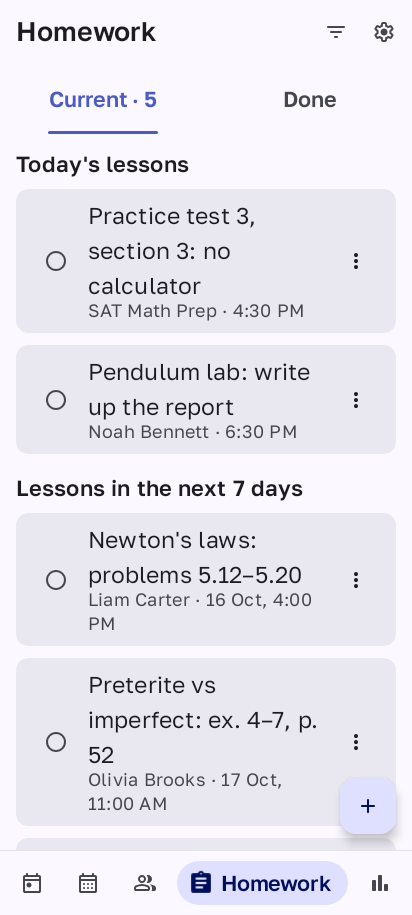 Homework
Current · 5
Done
Today's lessons
Practice test 3,
section 3: no
calculator
SAT Math Prep · 4:30 PM
Pendulum lab: write
up the report
Noah Bennett · 6:30 PM
Lessons in the next 7 days
Newton's laws:
problems 5.12–5.20
Liam Carter · 16 Oct, 4:00
PM
Preterite vs
imperfect: ex. 4–7, p.
52
Olivia Brooks · 17 Oct,
11:00 AM
Homework